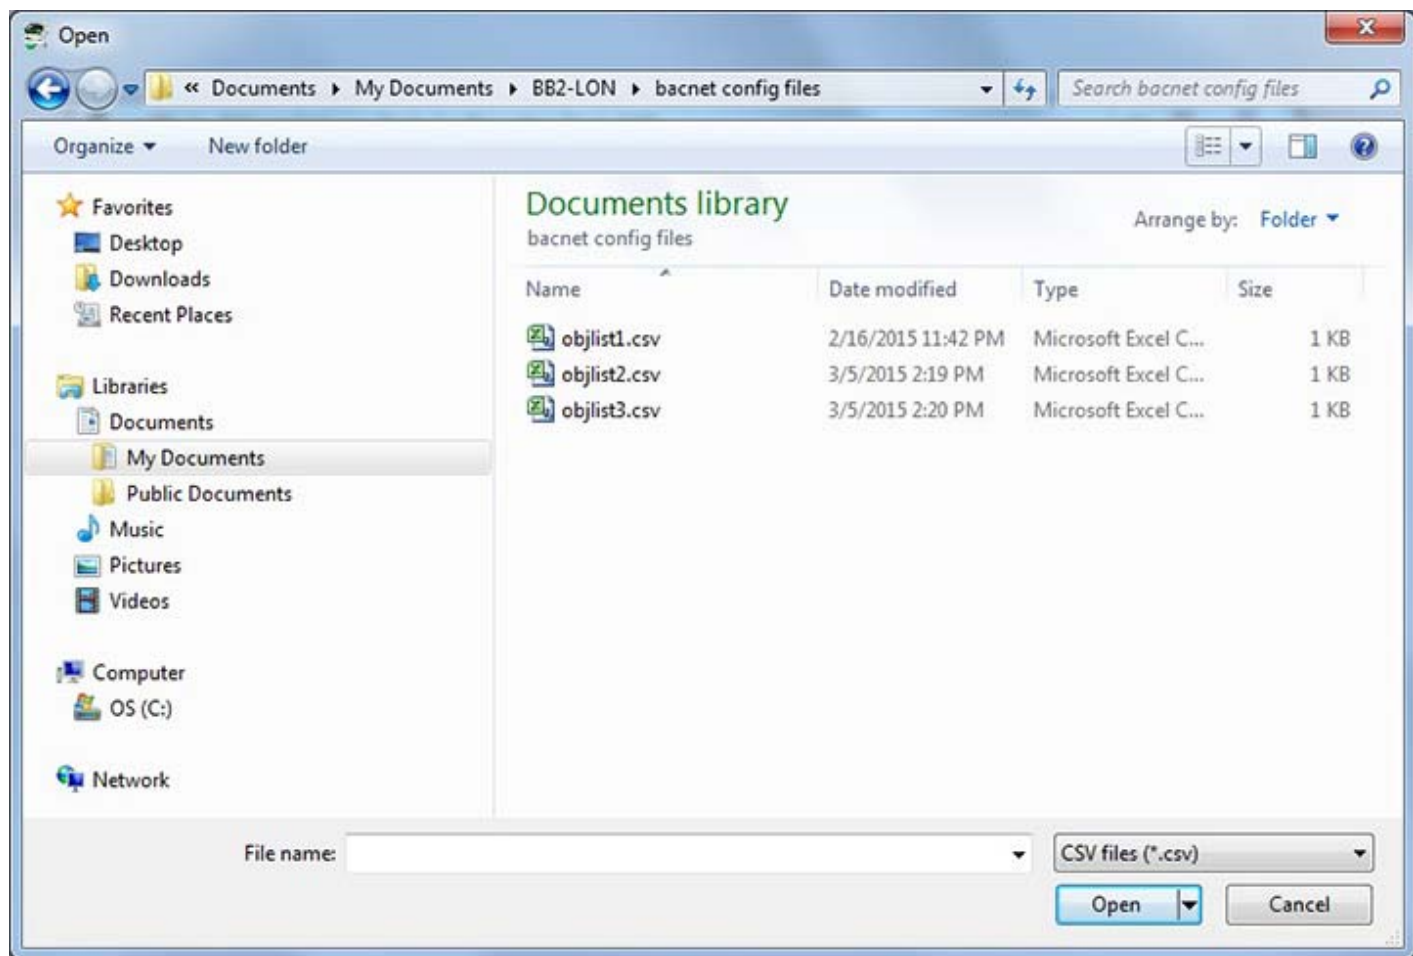 Open
« Documents My Documents BB2-LON bacnet config files Search bacnet config files
Organize New folder
Favorites
Desktop
Downloads
Recent Places
Libraries
Documents
My Documents
Public Documents
Music
Pictures
Videos
Computer
OS (C:)
Network
Documents library
bacnet config files
Arrange by: Folder
Name Date modified Type Size
objlist1.csv 2/16/2015 11:42 PM Microsoft Excel C... 1 KB
objlist2.csv 3/5/2015 2:19 PM Microsoft Excel C... 1 KB
objlist3.csv 3/5/2015 2:20 PM Microsoft Excel C... 1 KB
File name: CSV files (*.csv)
Open Cancel